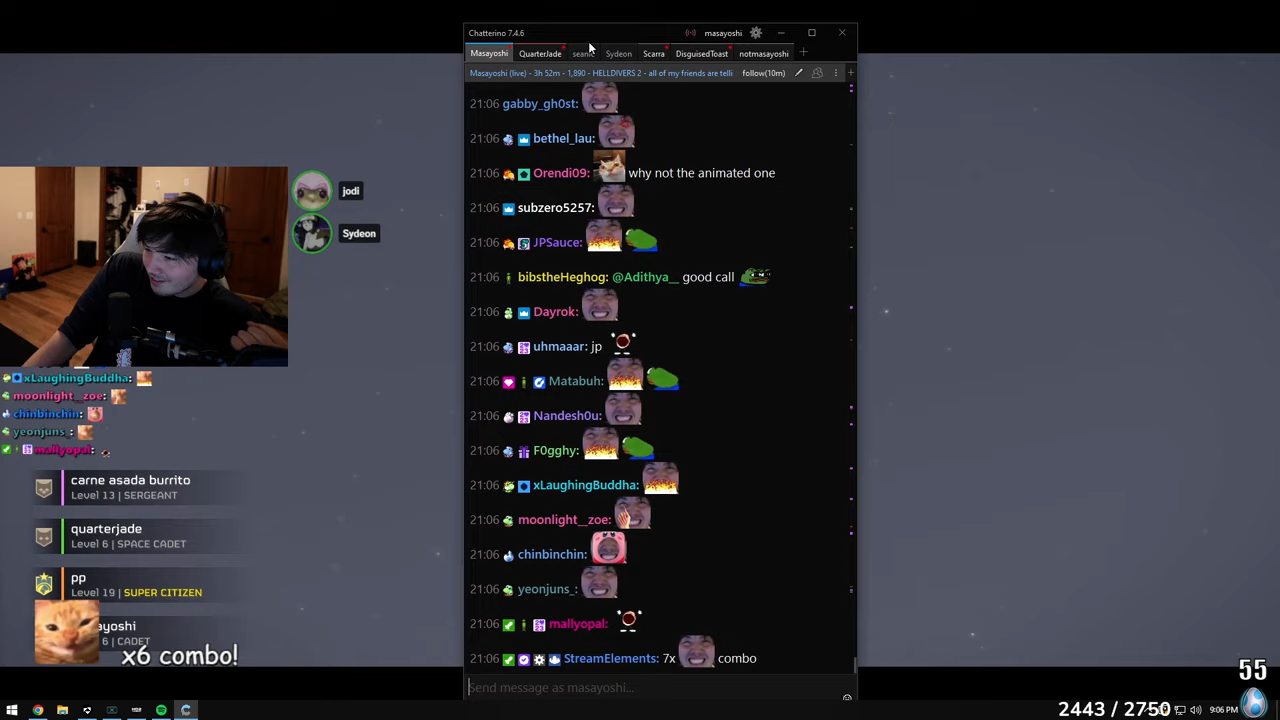 Chatterino 7.4.6
masayoshi
Masayoshi QuarterJade Sydeon Scarra DisguisedToast notmasayoshi
Masayoshi (live) - 3h 52m - 1,890 - HELLDIVERS 2 - all of my friends are telli follow(10m)
21:06 gabby_gh0st:
21:06 bethel_lau:
21:06 Orendi09: why not the animated one
21:06 subzero5257:
21:06 JPSauce:
21:06 bibstheHeghog: @Adithya__ good call
21:06 Dayrok:
21:06 uhmaaar: jp
21:06 Matabuh:
21:06 Nandesh0u:
21:06 F0gghy:
21:06 xLaughingBuddha:
21:06 moonlight__zoe:
21:06 chinbinchin:
21:06 yeonjuns_:
21:06 mallyopal:
21:06 StreamElements: 7x combo
Send message as masayoshi...
jodi
Sydeon
xLaughingBuddha:
moonlight__zoe:
chinbinchin:
yeonjuns_:
mallyopal:
carne asada burrito
Level 13 | SERGEANT
quarterjade
Level 6 | SPACE CADET
pp
Level 19 | SUPER CITIZEN
ayoshi
6 | CADET
x6 combo!
55
2443 / 2750
9:06 PM